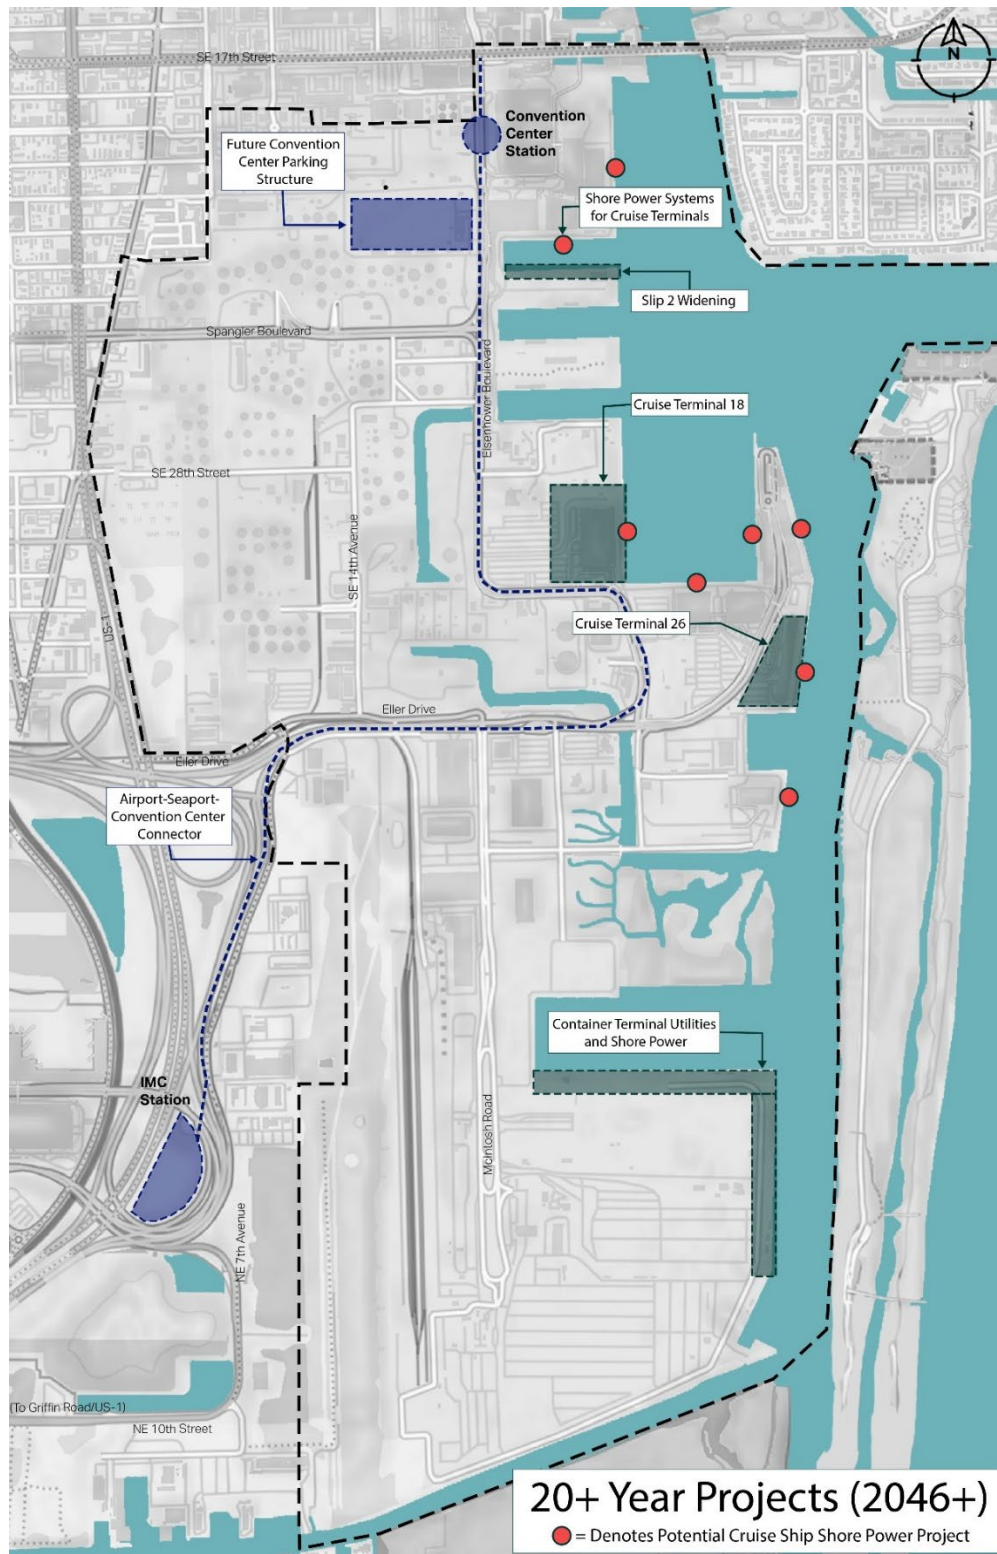 SE 17th Street
N
Convention
Center
Station
Future Convention
Center Parking
Structure
Shore Power Systems
for Cruise Terminals
Slip 2 Widening
Spangler Boulevard
Eisenhower Boulevard
Cruise Terminal 18
SE 28th Street
SE 14th Avenue
US-1
Cruise Terminal 26
Eller Drive
Eller Drive
Airport-Seaport-
Convention Center
Connector
Container Terminal Utilities
and Shore Power
IMC
Station
McIntosh Road
NE 7th Avenue
(To Griffin Road/US-1)
NE 10th Street
20+ Year Projects (2046+)
= Denotes Potential Cruise Ship Shore Power Project